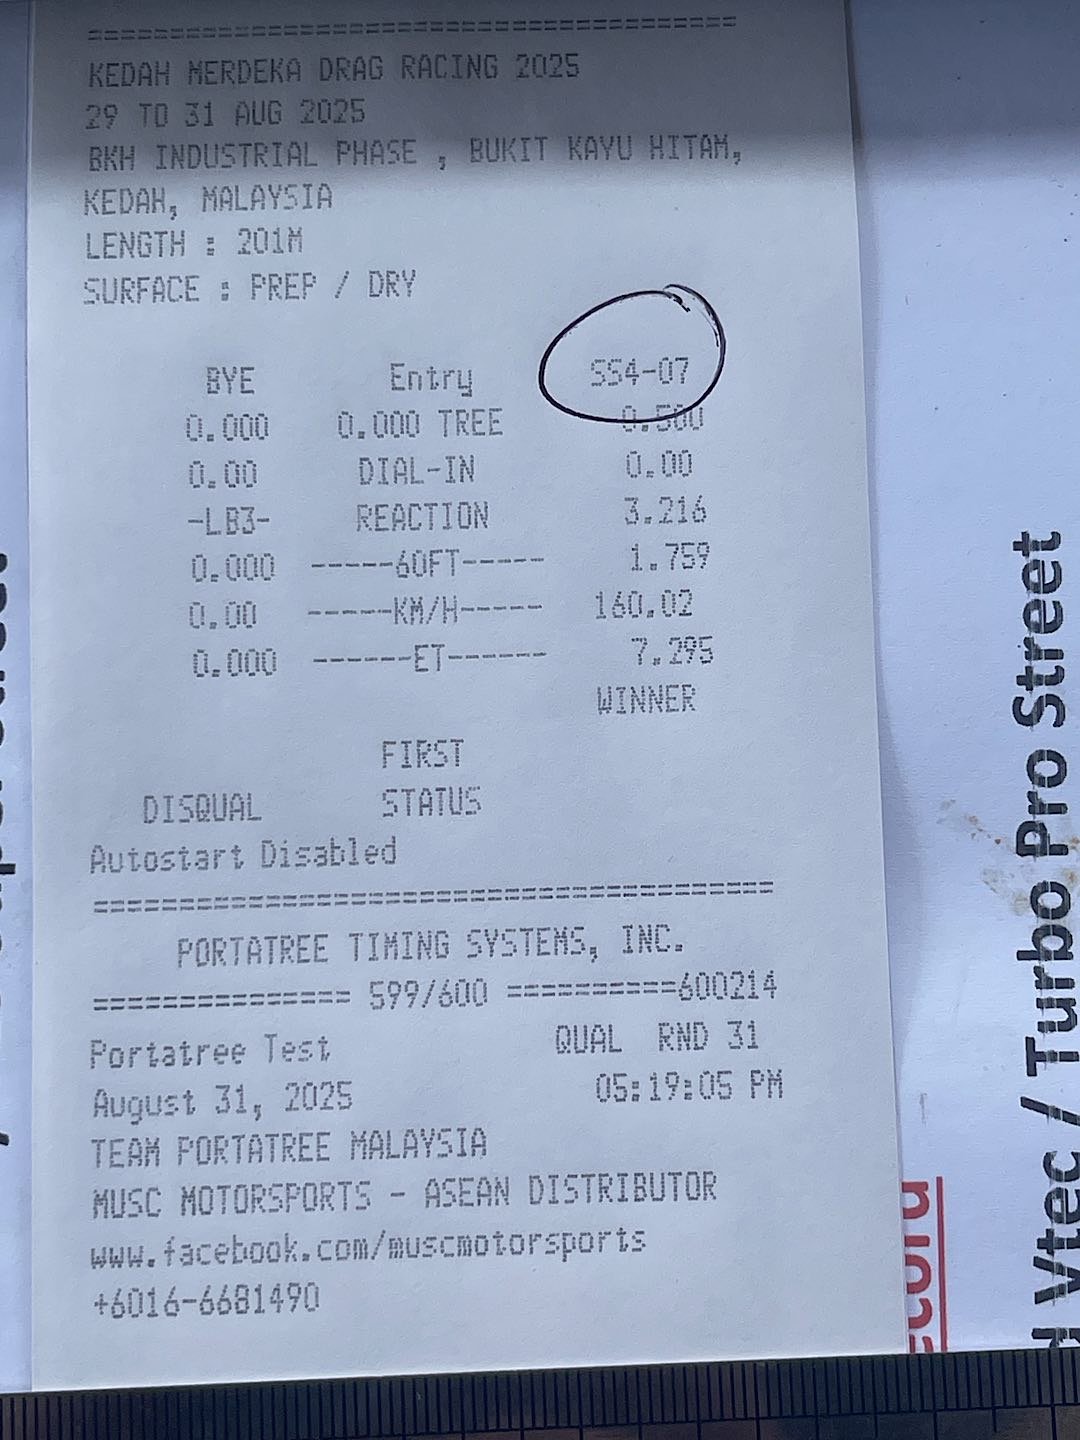 =======================================
KEDAH MERDEKA DRAG RACING 2025
29 TO 31 AUG 2025
BKH INDUSTRIAL PHASE , BUKIT KAYU HITAM,
KEDAH, MALAYSIA
LENGTH : 201M
SURFACE : PREP / DRY
BYE Entry SS4-07
0.000 0.000 TREE 0.500
0.00 DIAL-IN 0.00
-LB3- REACTION 3.216
0.000 -----60FT----- 1.759
0.00 -----KM/H----- 160.02
0.000 ------ET------ 7.295
WINNER
FIRST
DISQUAL STATUS
Autostart Disabled
========================================
PORTATREE TIMING SYSTEMS, INC.
=============== 599/600 ==========600214
Portatree Test QUAL RND 31
August 31, 2025 05:19:05 PM
TEAM PORTATREE MALAYSIA
MUSC MOTORSPORTS - ASEAN DISTRIBUTOR
www.facebook.com/muscmotorsports
+6016-6681490
Vtec / Turbo Pro Street